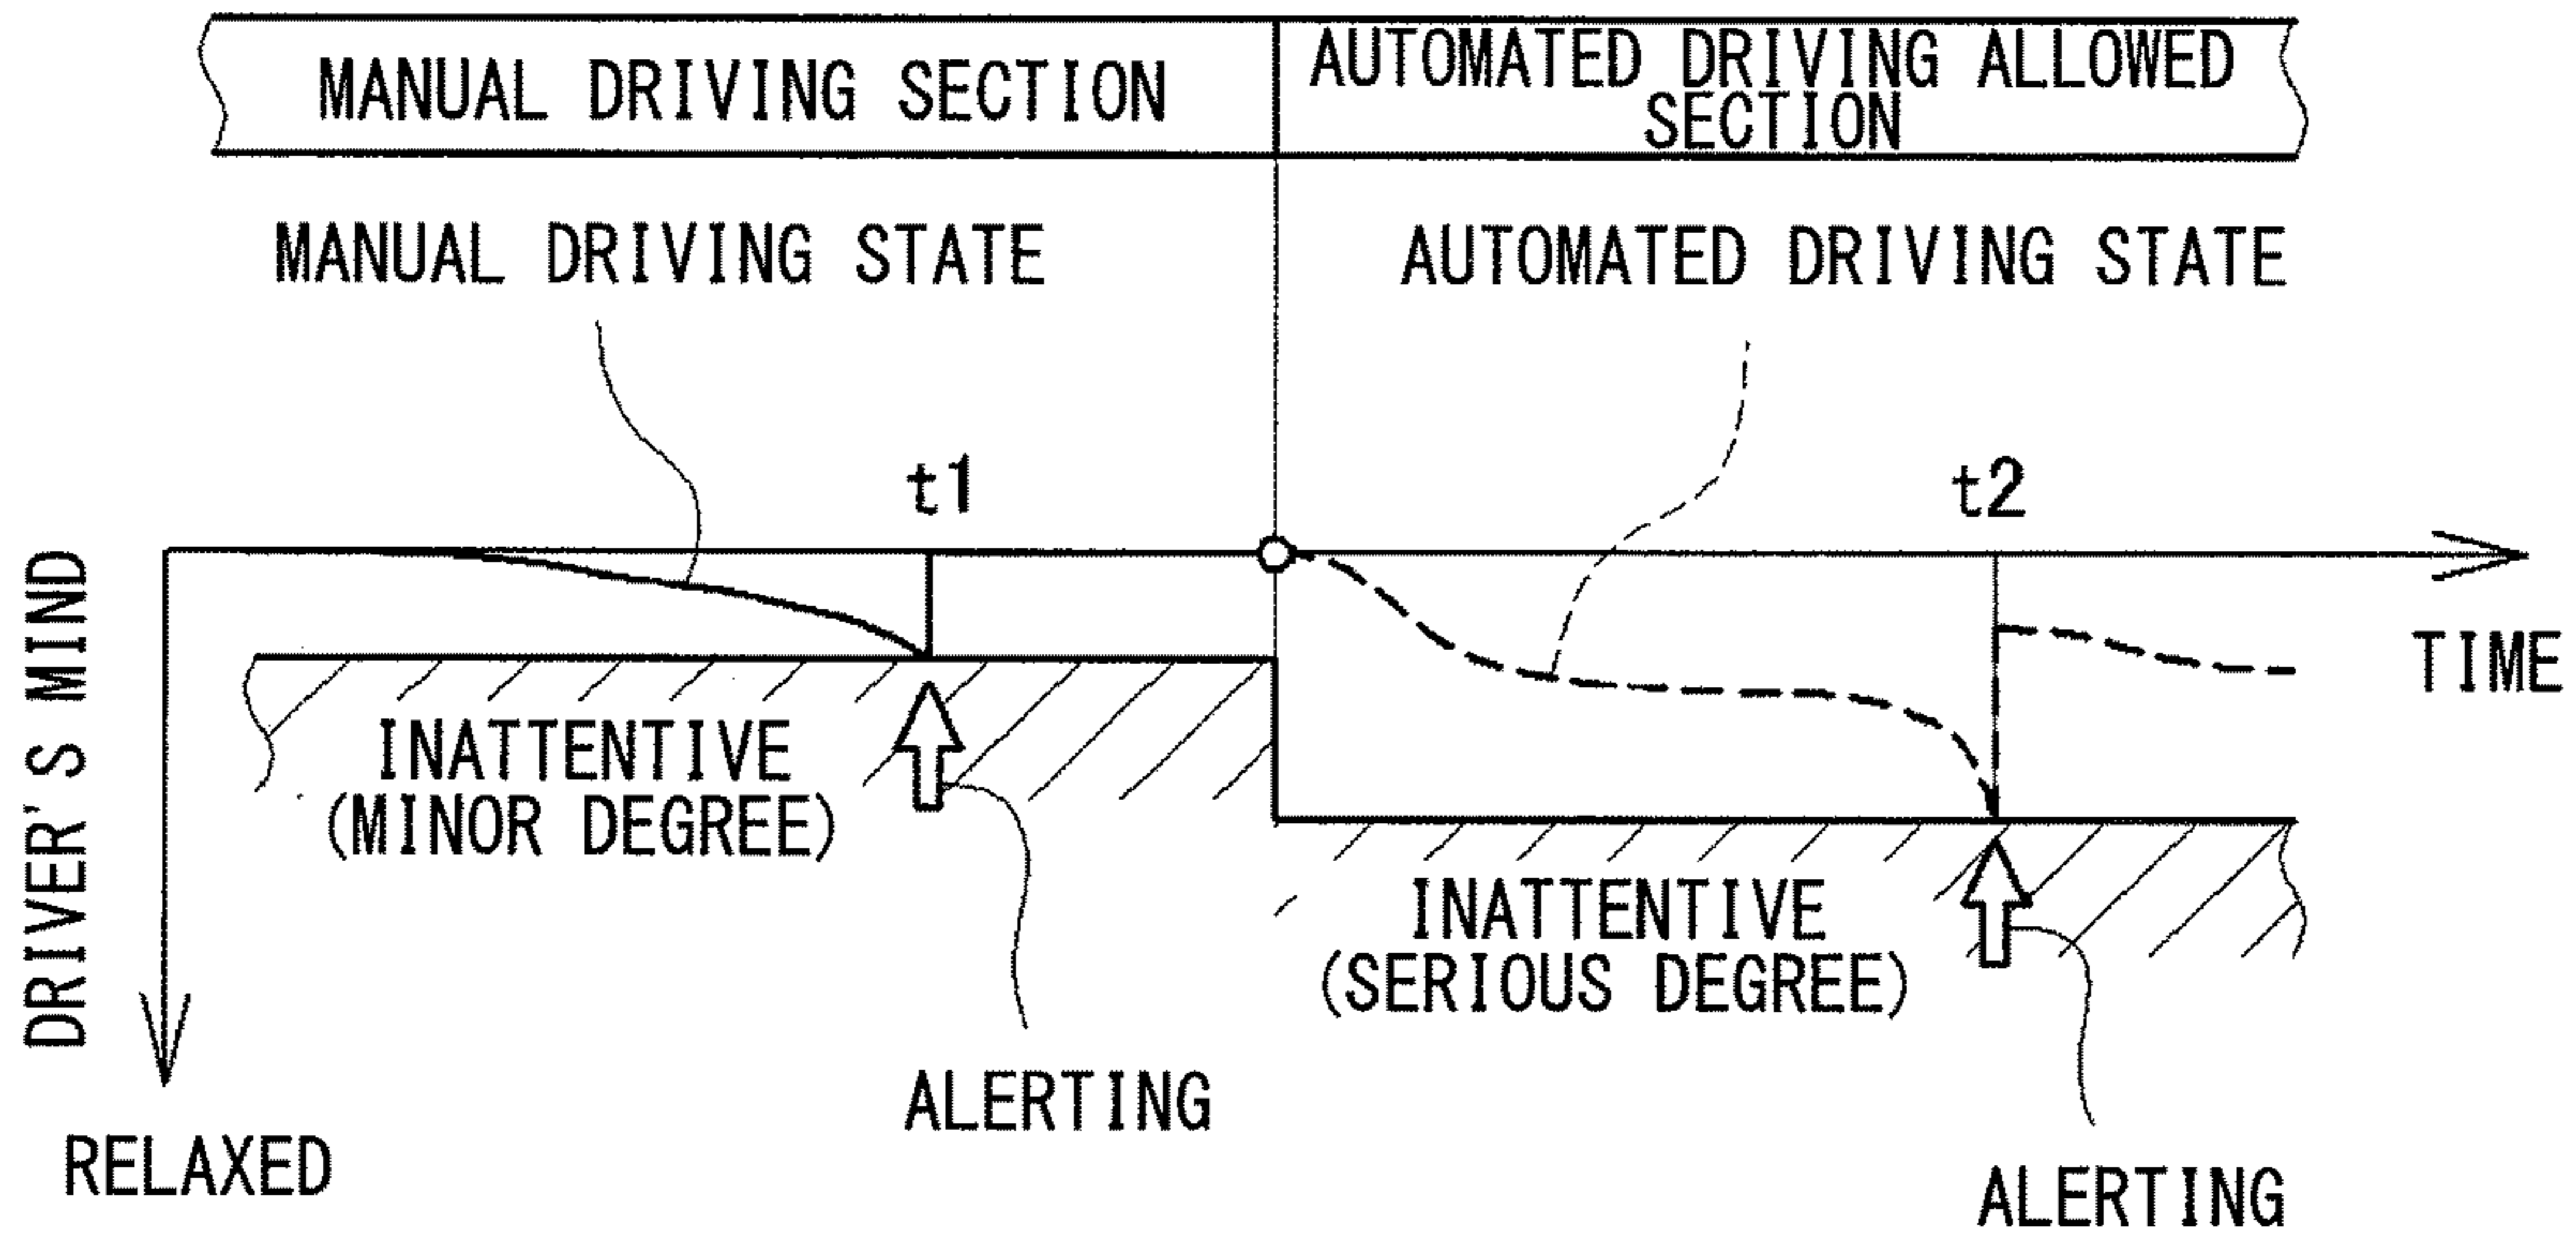 MANUAL DRIVING SECTION
AUTOMATED DRIVING ALLOWED
SECTION
MANUAL DRIVING STATE
AUTOMATED DRIVING STATE
t1
t2
DRIVER'S MIND
TIME
INATTENTIVE
(MINOR DEGREE)
INATTENTIVE
(SERIOUS DEGREE)
ALERTING
RELAXED
ALERTING